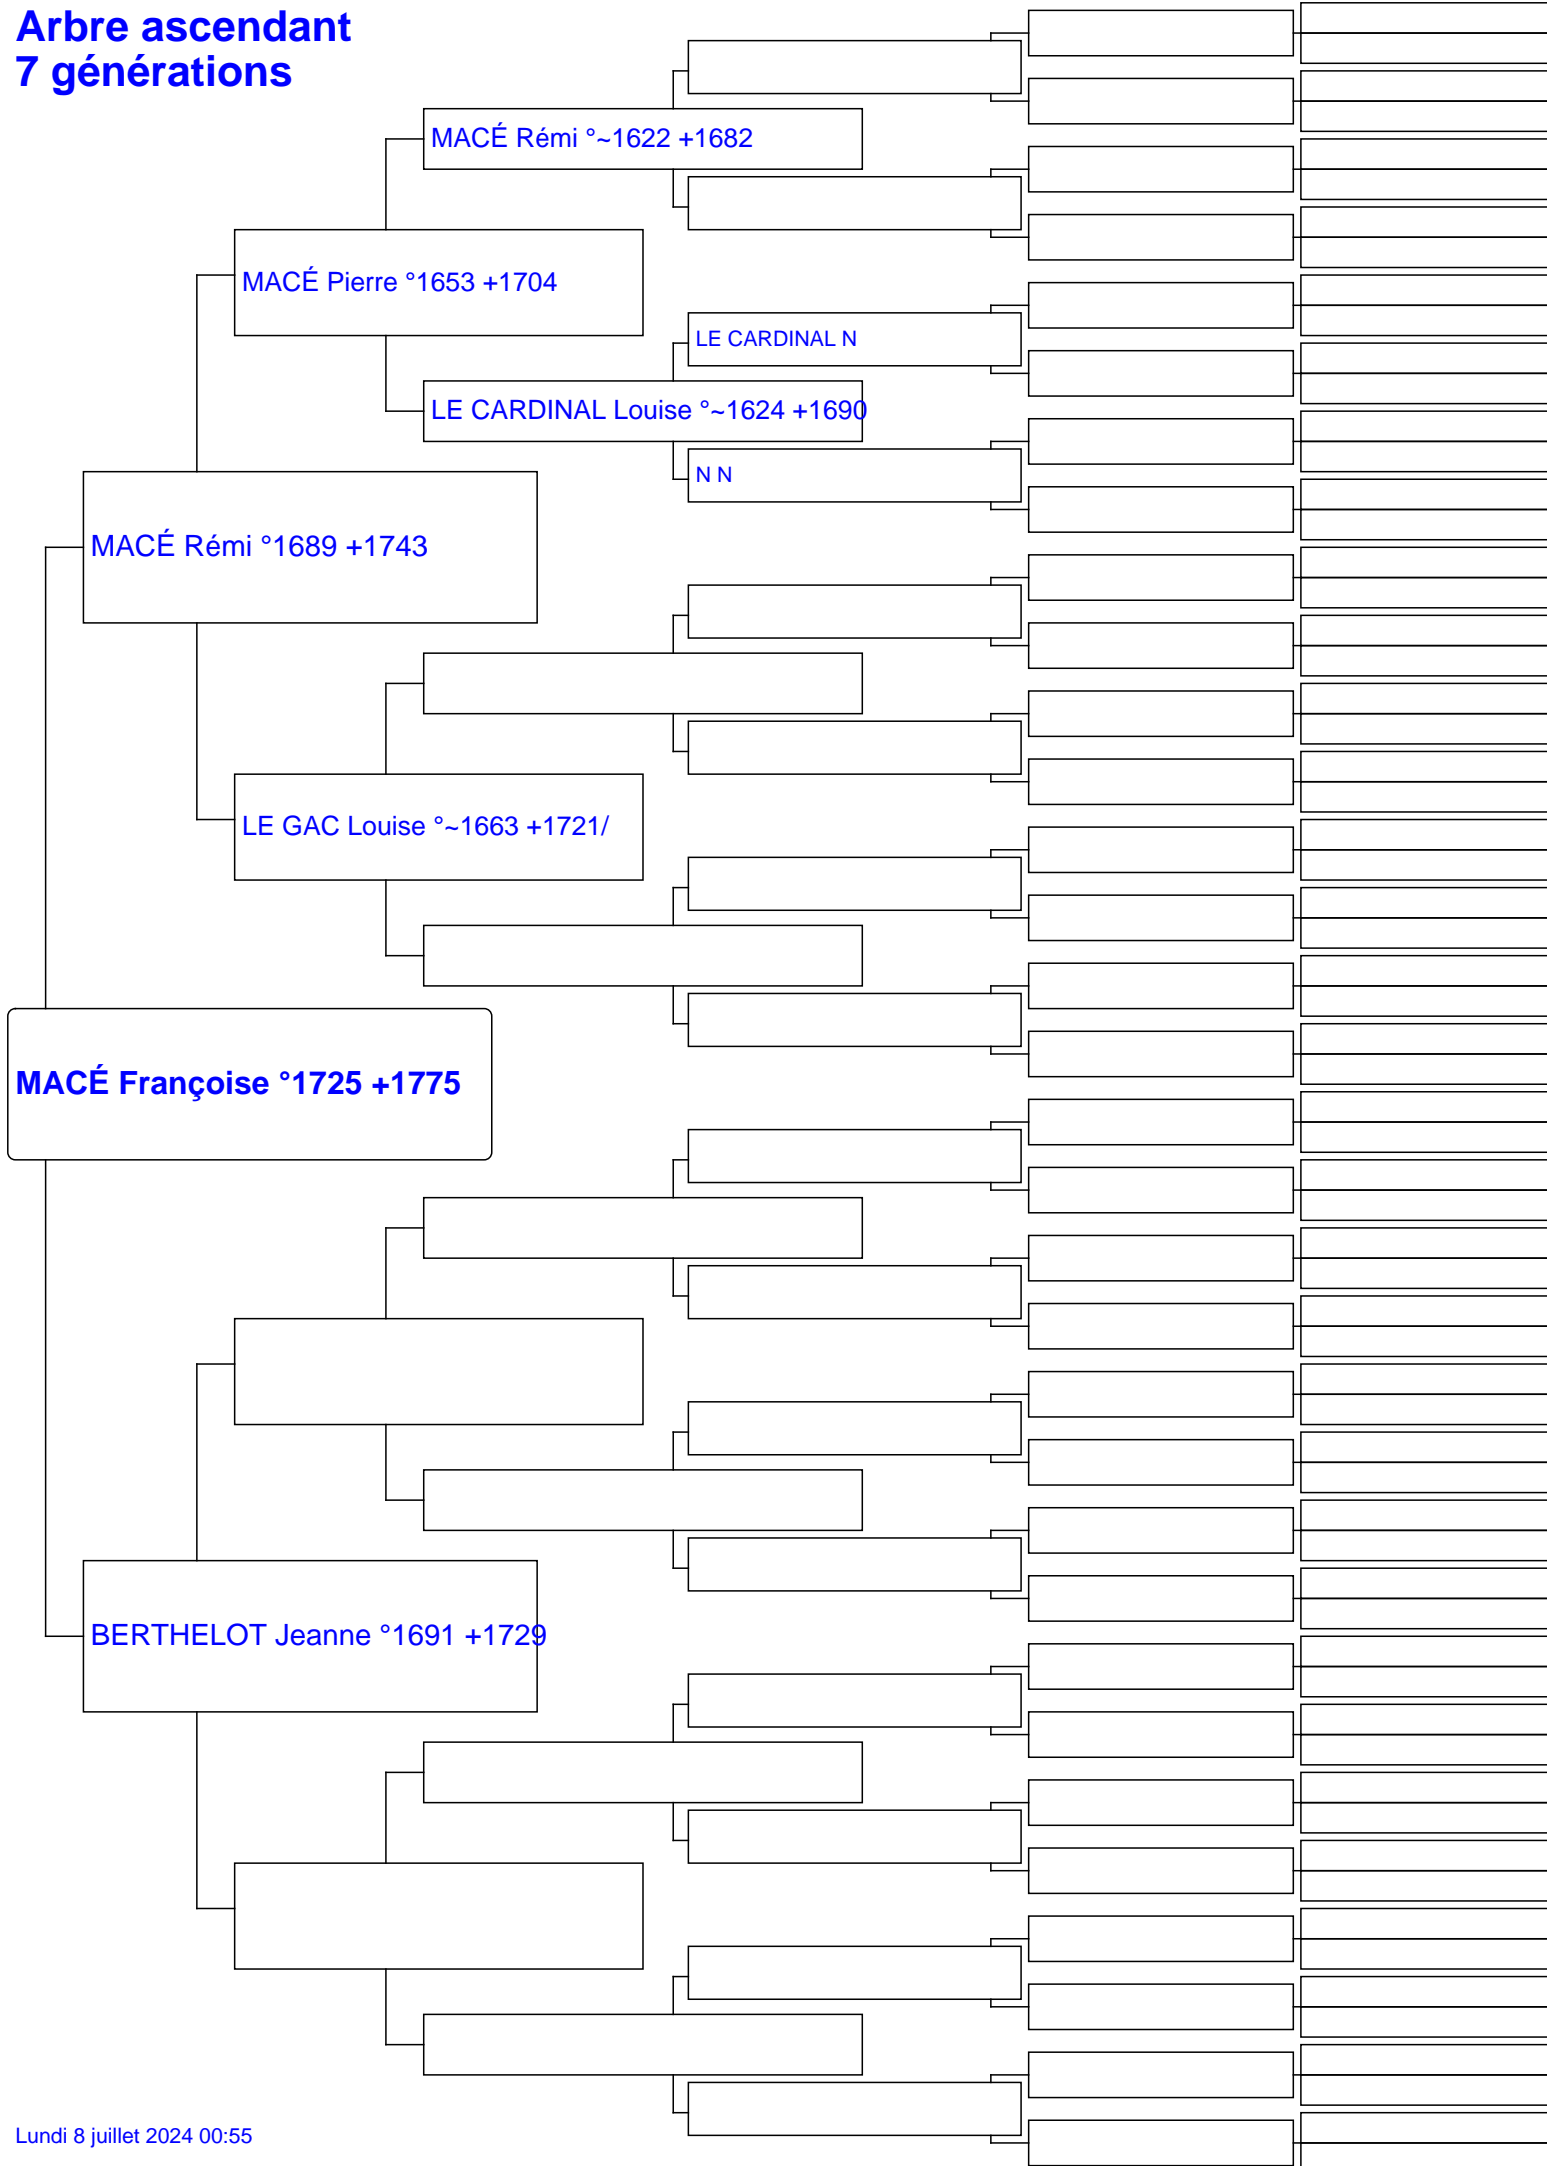 Arbre ascendant
7 générations
MACÉ Rémi °~1622 +1682
MACÉ Pierre °1653 +1704
LE CARDINAL N
LE CARDINAL Louise °~1624 +1690
N N
MACÉ Rémi °1689 +1743
LE GAC Louise °~1663 +1721/
MACÉ Françoise °1725 +1775
BERTHELOT Jeanne °1691 +1729
Lundi 8 juillet 2024 00:55